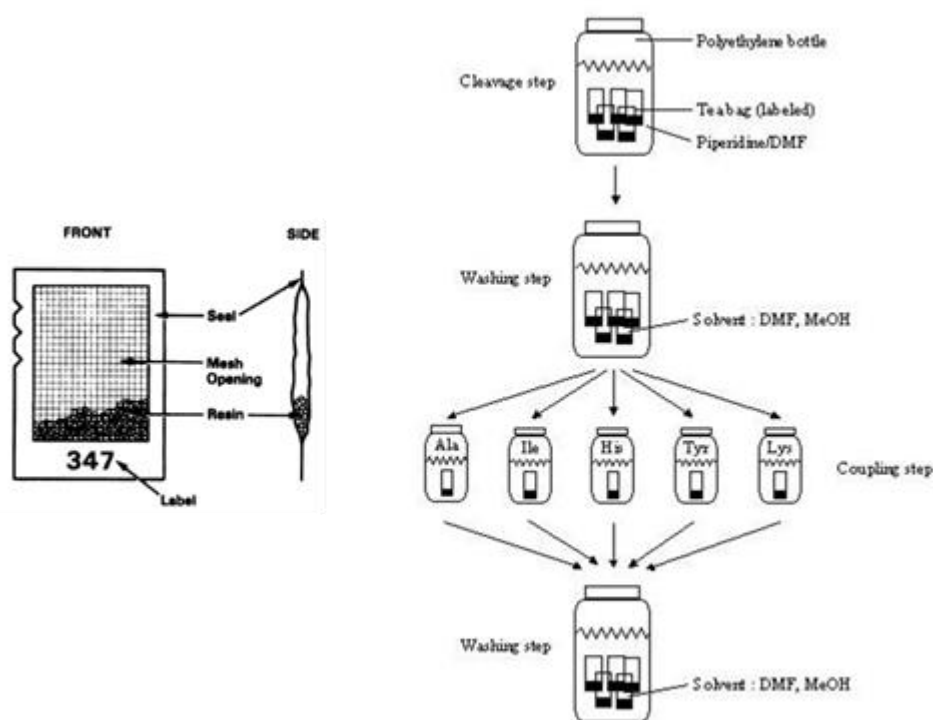 FRONT
SIDE
Seal
Mesh
Opening
Resin
347
Label
Polyethylene bottle
Cleavage step
Tea bag (labeled)
Piperidine/DMF
Washing step
Solvent : DMF, MeOH
Ala
Ile
His
Tyr
Lys
Coupling step
Washing step
Solvent : DMF, MeOH